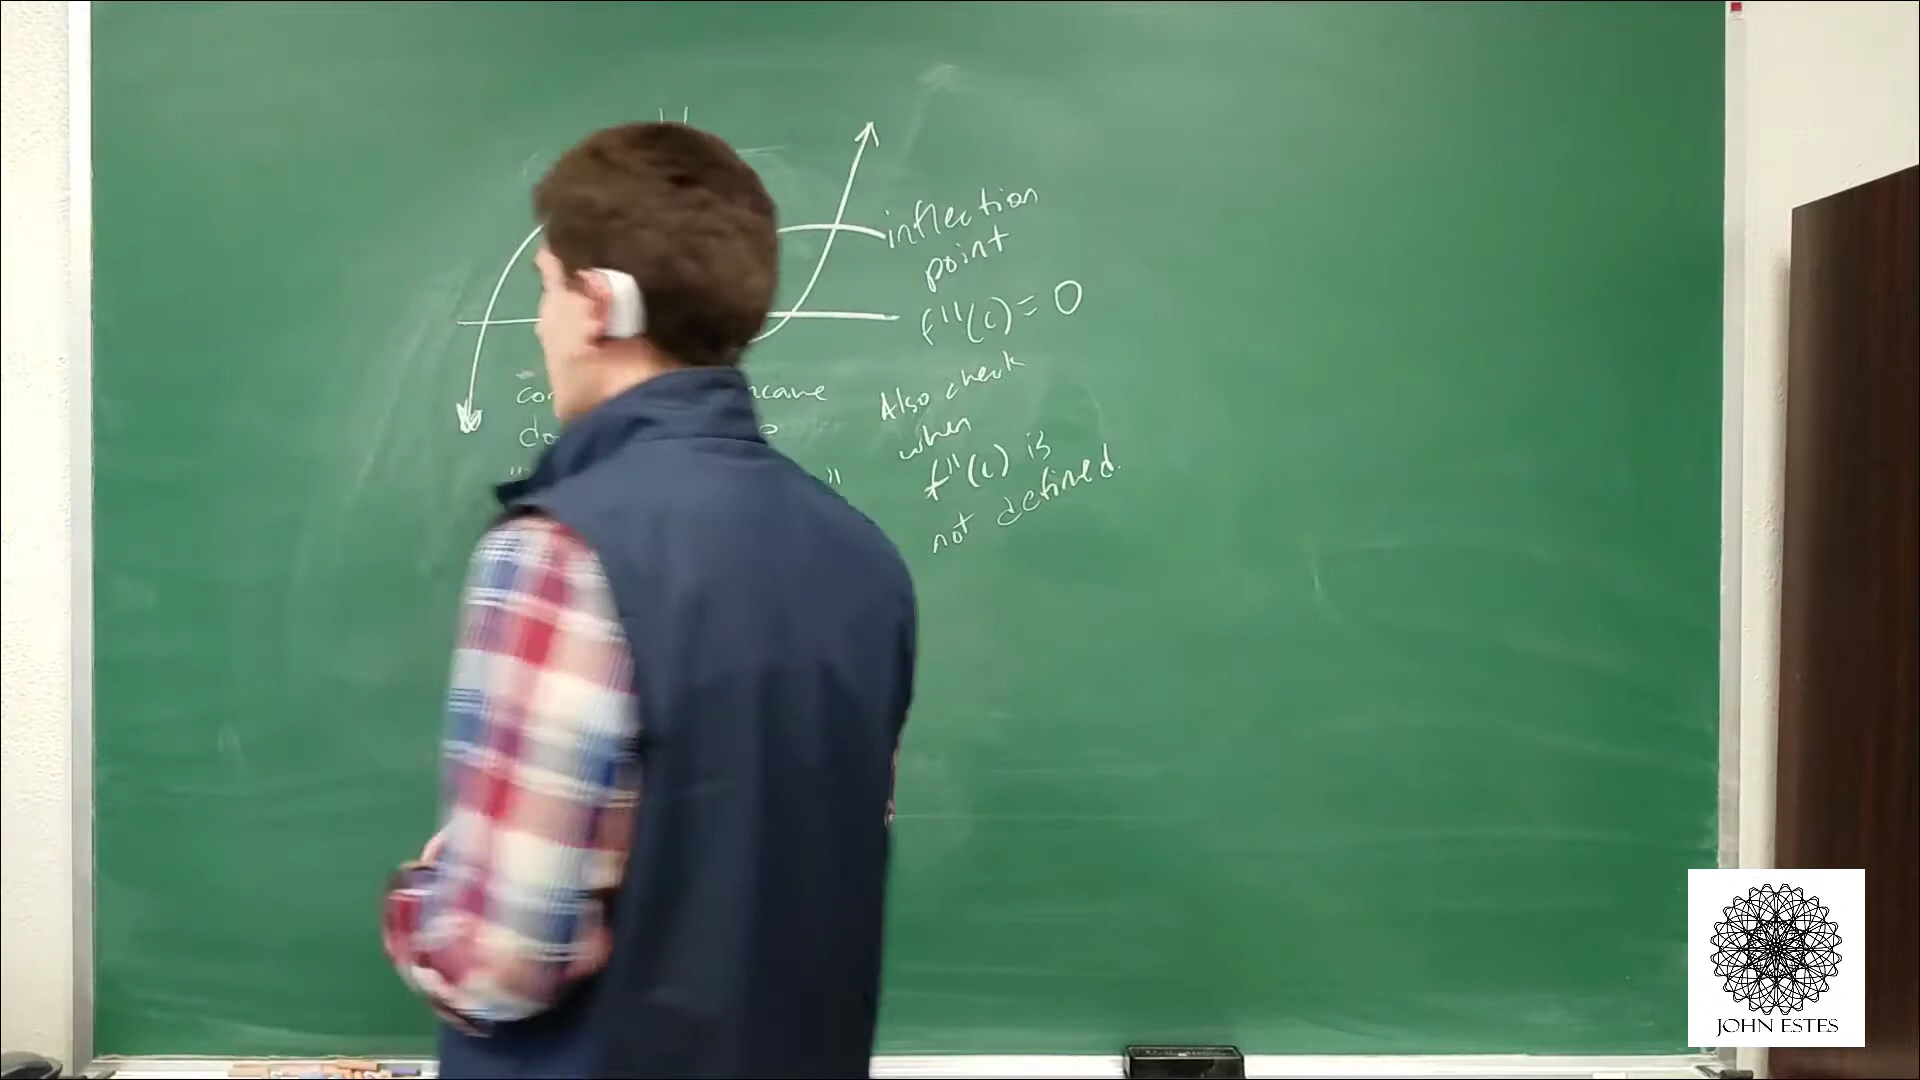 inflection
point
f''(c) = 0
Also check
when
f''(c) is
not defined.
JOHN ESTES